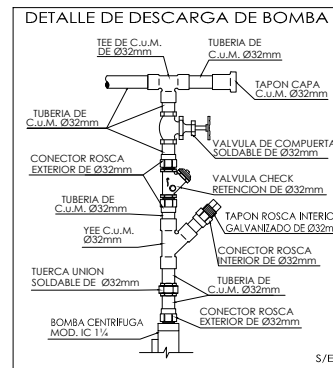 DETALLE DE DESCARGA DE BOMBA
TEE DE C.u.M.
DE Ø32mm
TUBERIA DE
C.u.M. Ø32mm
TAPON CAPA
C.u.M. Ø32mm
TUBERIA DE
C.u.M. Ø32mm
VALVULA DE COMPUERTA
SOLDABLE DE Ø32mm
CONECTOR ROSCA
EXTERIOR DE Ø32mm
VALVULA CHECK
RETENCION DE Ø32mm
TUBERIA DE
C.u.M. Ø32mm
TAPON ROSCA INTERIOR
GALVANIZADO DE Ø32mm
YEE C.u.M.
Ø32mm
CONECTOR ROSCA
INTERIOR DE Ø32mm
TUERCA UNION
SOLDABLE DE Ø32mm
TUBERIA DE
C.u.M. Ø32mm
BOMBA CENTRÍFUGA
MOD. IC 1¼
CONECTOR ROSCA
EXTERIOR DE Ø32mm
S/E